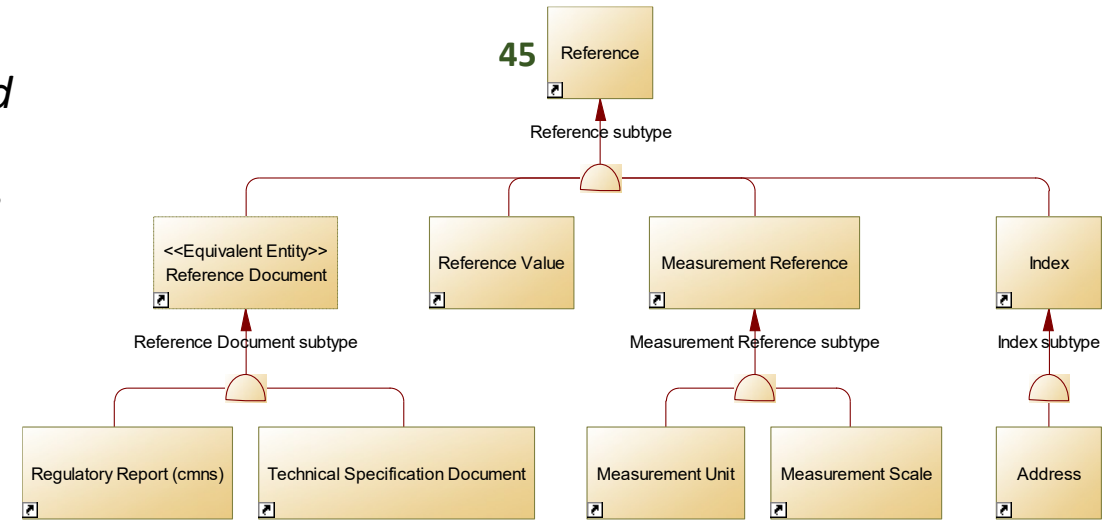 45
Reference
d
Reference subtype
<<Equivalent Entity>>
Reference Document
Reference Value
Measurement Reference
Index
Reference Document subtype
Measurement Reference subtype
Index subtype
Regulatory Report (cmns)
Technical Specification Document
Measurement Unit
Measurement Scale
Address